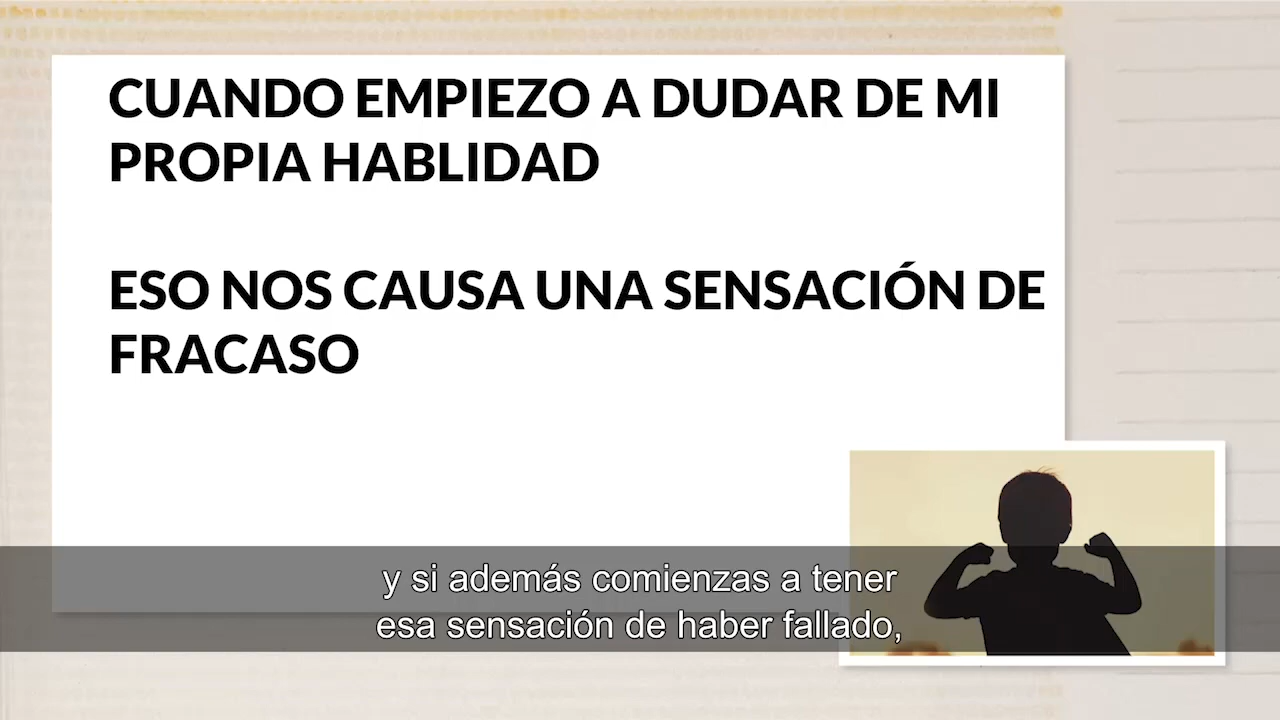 CUANDO EMPIEZO A DUDAR DE MI
PROPIA HABLIDAD
ESO NOS CAUSA UNA SENSACIÓN DE
FRACASO
y si además comienzas a tener
esa sensación de haber fallado,